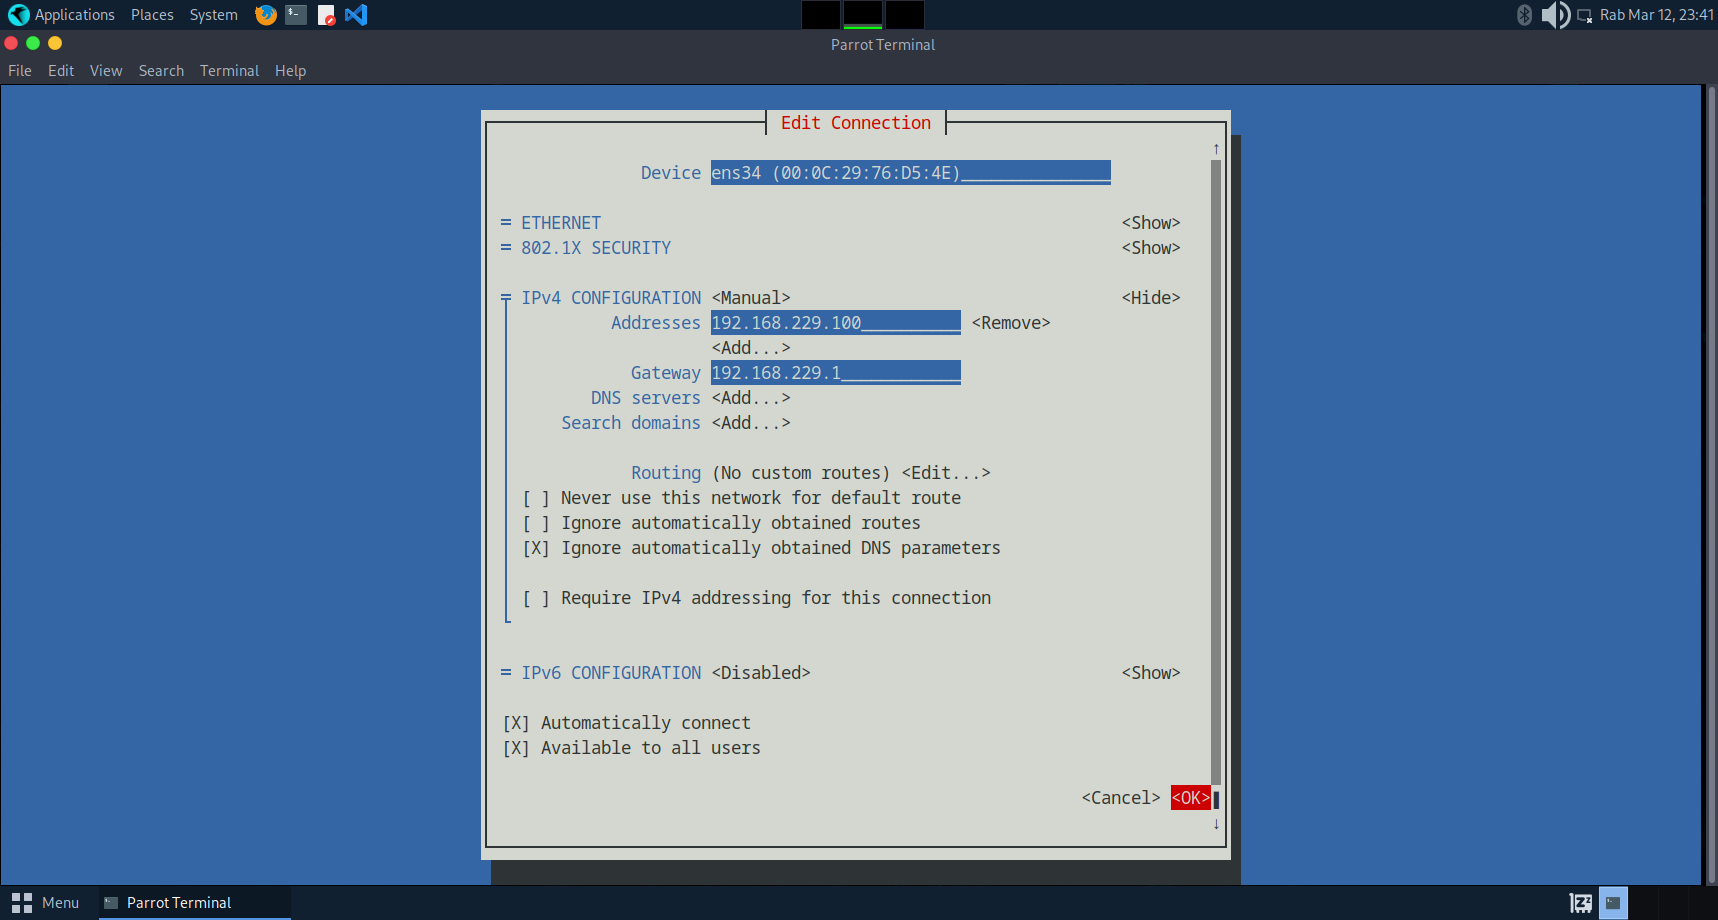 Applications Places System Rab Mar 12, 23:41
Parrot Terminal
File Edit View Search Terminal Help
Edit Connection
Device ens34 (00:0C:29:76:D5:4E)_______________
= ETHERNET <Show>
= 802.1X SECURITY <Show>
IPv4 CONFIGURATION <Manual> <Hide>
Addresses 192.168.229.100__________ <Remove>
<Add...>
Gateway 192.168.229.1____________
DNS servers <Add...>
Search domains <Add...>
Routing (No custom routes) <Edit...>
[ ] Never use this network for default route
[ ] Ignore automatically obtained routes
[X] Ignore automatically obtained DNS parameters
[ ] Require IPv4 addressing for this connection
= IPv6 CONFIGURATION <Disabled> <Show>
[X] Automatically connect
[X] Available to all users
<Cancel> <OK>
Menu Parrot Terminal